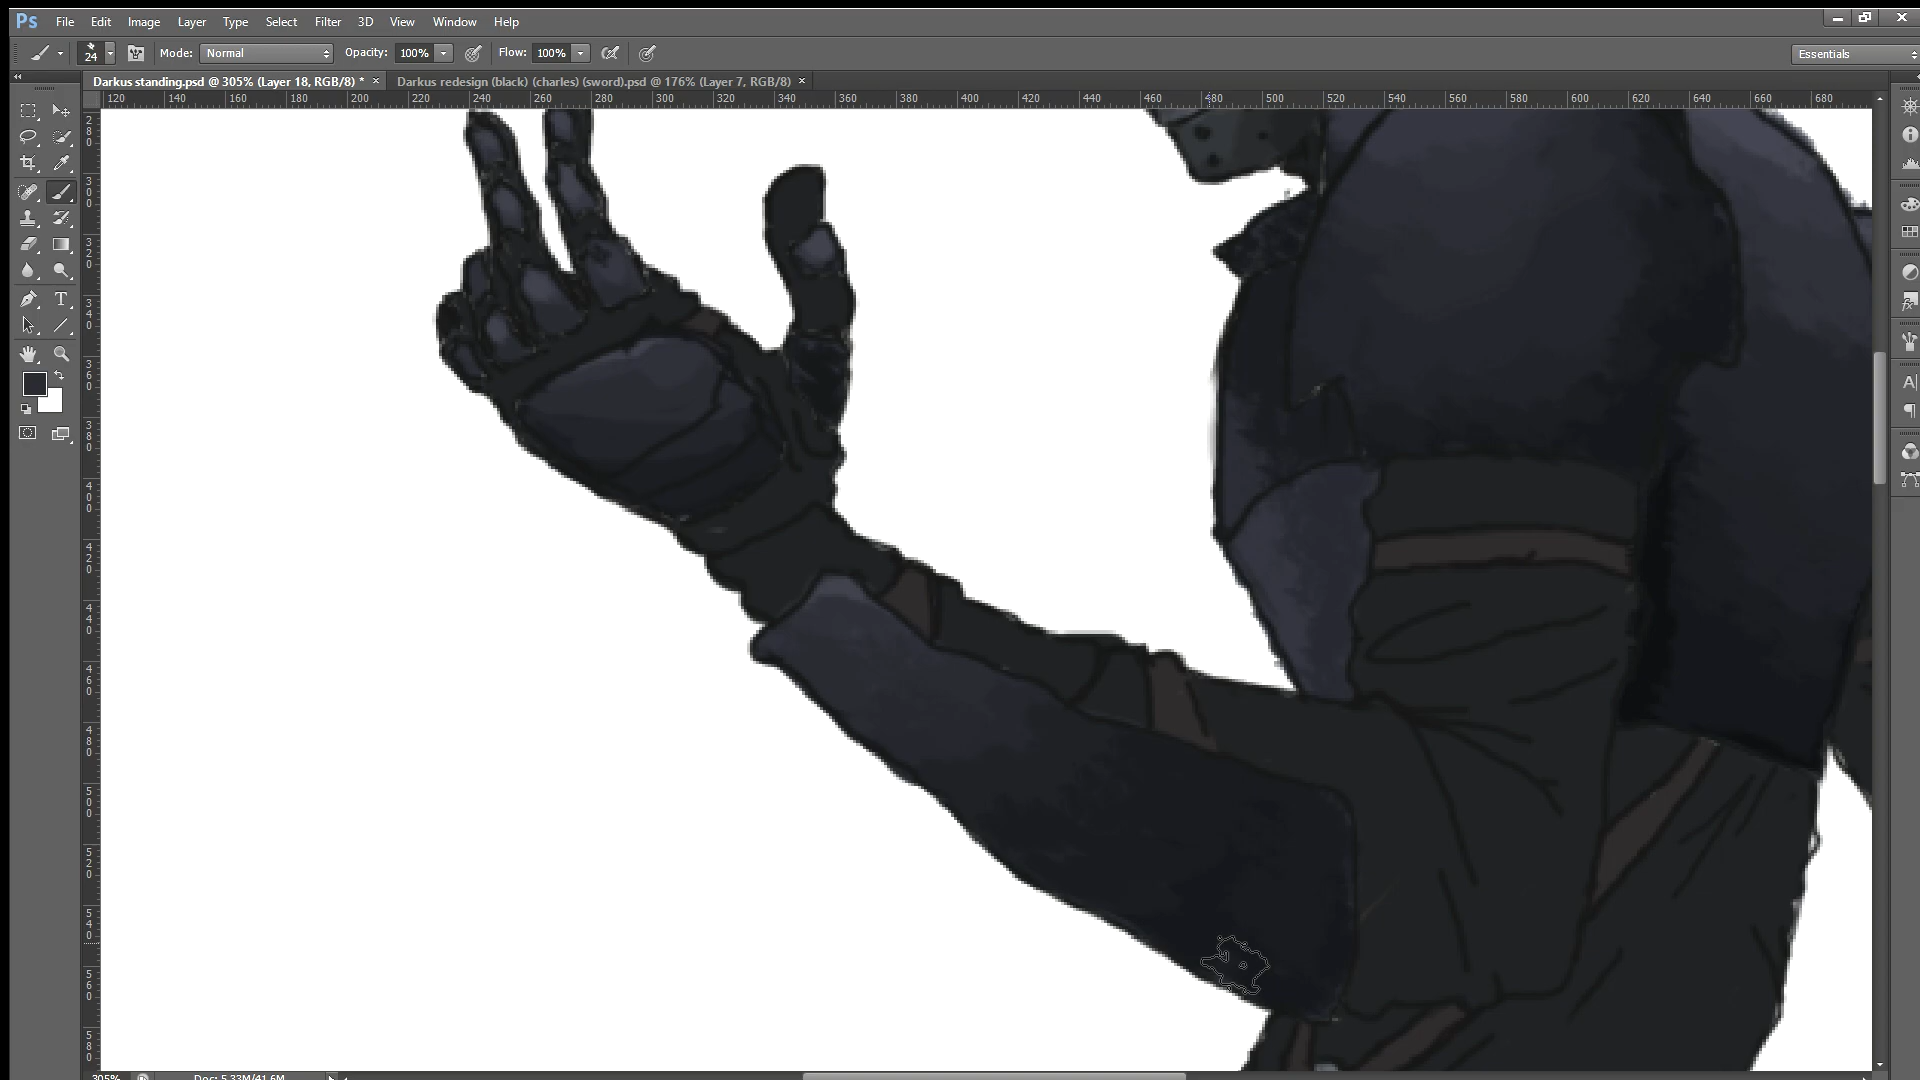 Ps File Edit Image Layer Type Select Filter 3D View Window Help
24 Mode: Normal Opacity: 100% Flow: 100% Essentials
Darkus standing.psd @ 305% (Layer 18, RGB/8) * × Darkus redesign (black) (charles) (sword).psd @ 176% (Layer 7, RGB/8) ×
120 140 160 180 200 220 240 260 280 300 320 340 360 380 400 420 440 460 480 500 520 540 560 580 600 620 640 660 680
280
300
320
340
360
380
400
420
440
460
480
500
520
540
560
580
T
fx
A
305% Doc: 5.33M/41.6M